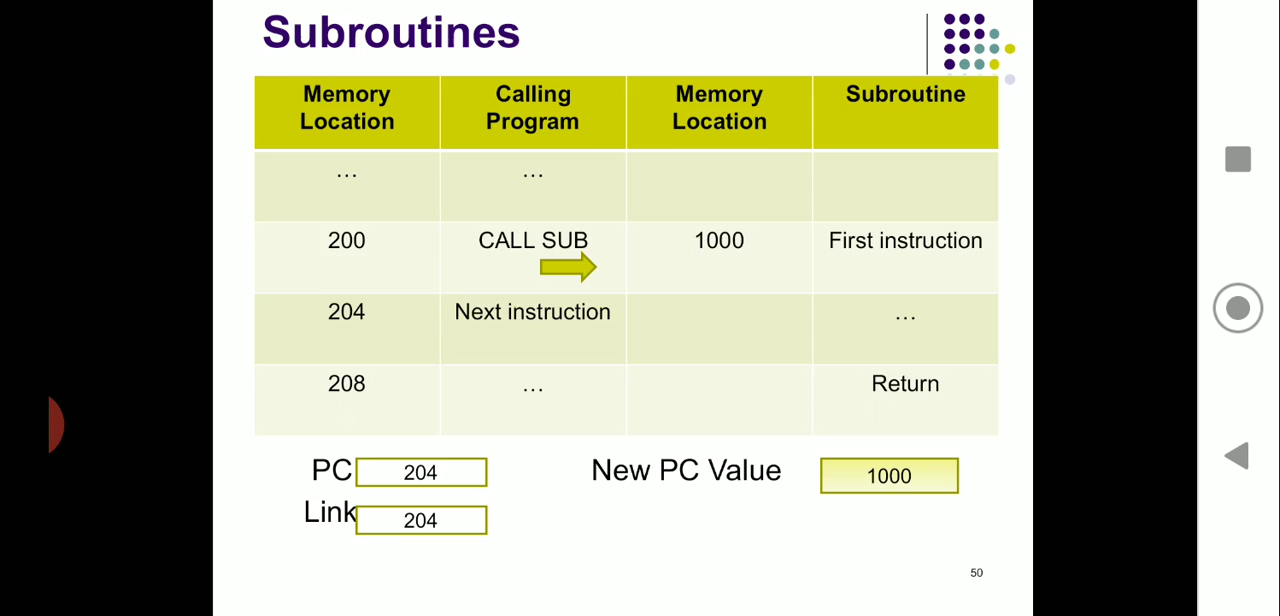 Subroutines
Memory Location
Calling Program
Memory Location
Subroutine
... ...
200 CALL SUB 1000 First instruction
204 Next instruction ...
208 ... Return
PC 204 New PC Value 1000
Link 204
50